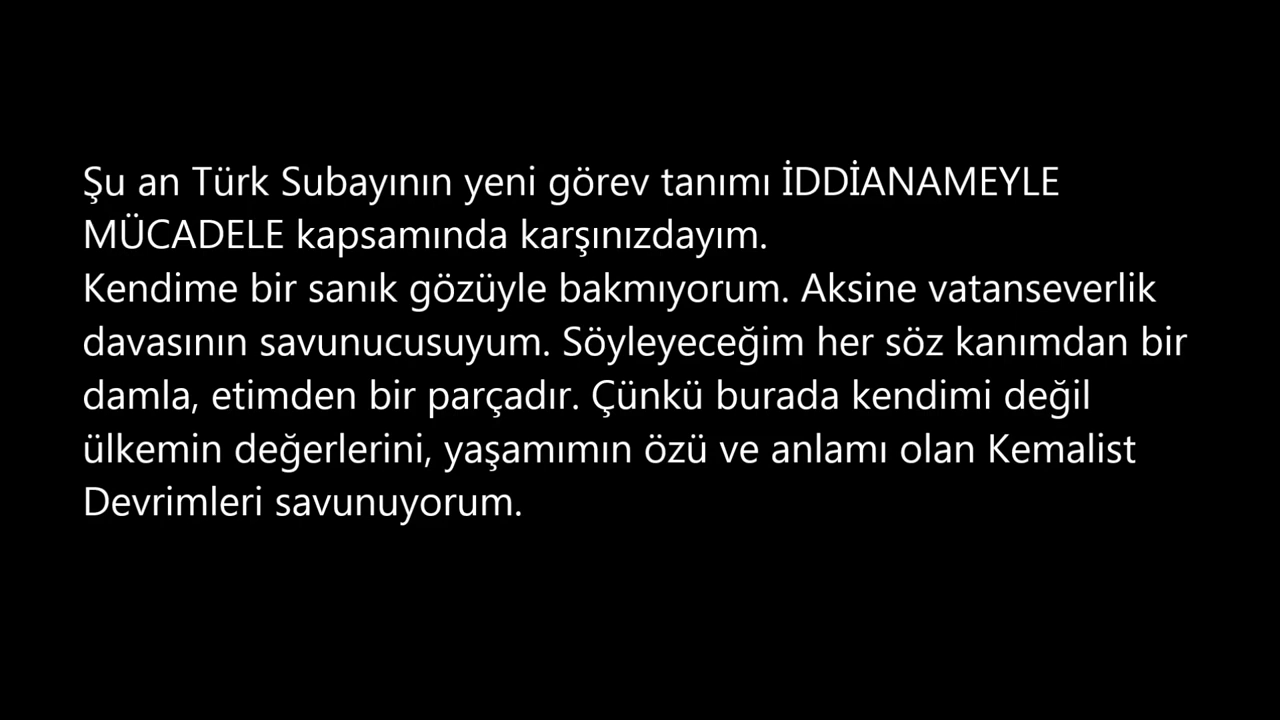 Şu an Türk Subayının yeni görev tanımı İDDİANAMEYLE
MÜCADELE kapsamında karşınızdayım.
Kendime bir sanık gözüyle bakmıyorum. Aksine vatanseverlik
davasının savunucusuyum. Söyleyeceğim her söz kanımdan bir
damla, etimden bir parçadır. Çünkü burada kendimi değil
ülkemin değerlerini, yaşamımın özü ve anlamı olan Kemalist
Devrimleri savunuyorum.